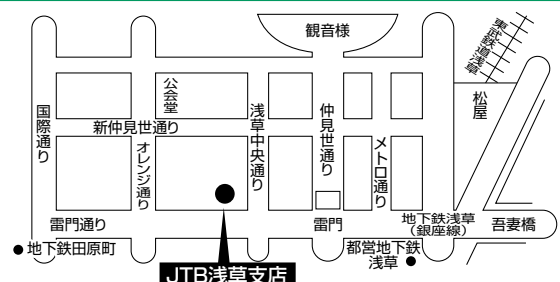 観音様
東武鉄道浅草
公会堂
松屋
国際通り
新仲見世通り
オレンジ通り
浅草中央通り
仲見世通り
メトロ通り
雷門通り
雷門
地下鉄浅草
(銀座線)
吾妻橋
地下鉄田原町
都営地下鉄
浅草
JTB浅草支店